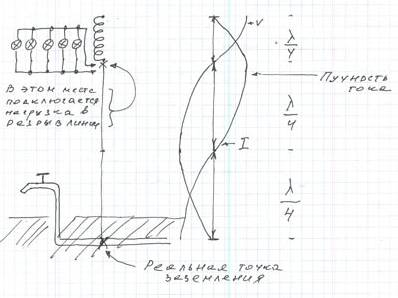 V
λ/4
Пучность
тока
В этом месте
подключается
нагрузка в
разрыв линии
λ/4
I
λ/4
Реальная точка
заземления